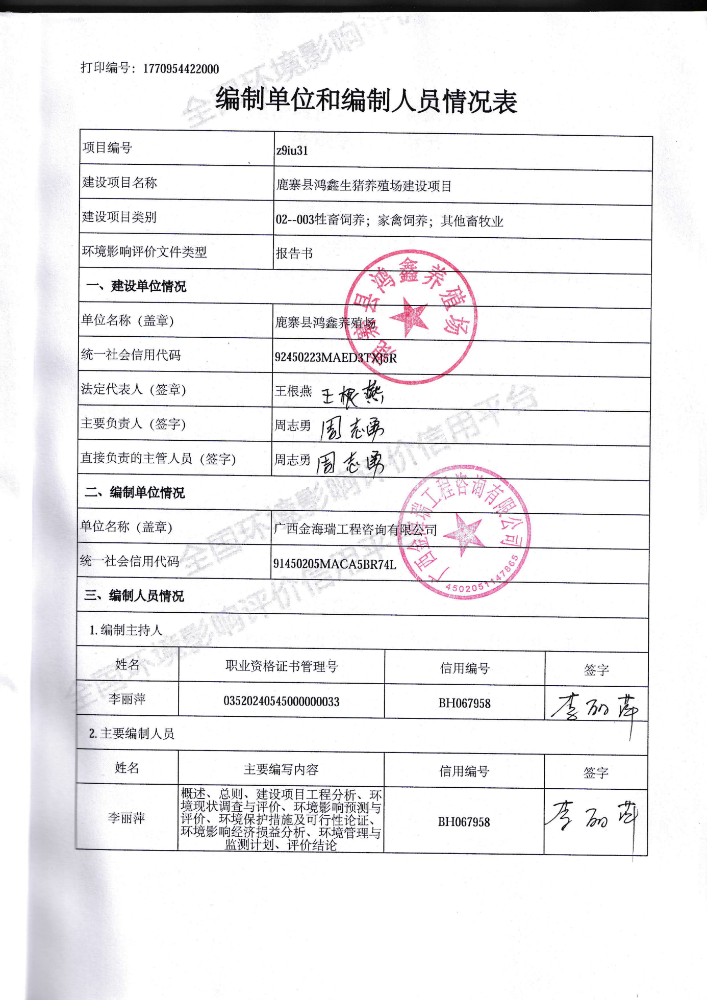 打印编号：1770954422000
编制单位和编制人员情况表
项目编号 z9iu31
建设项目名称 鹿寨县鸿鑫生猪养殖场建设项目
建设项目类别 02--003牲畜饲养；家禽饲养；其他畜牧业
环境影响评价文件类型 报告书
一、建设单位情况
单位名称（盖章） 鹿寨县鸿鑫养殖场
统一社会信用代码 92450223MAED3TXJ5R
法定代表人（签章） 王根燕 王根燕
主要负责人（签字） 周志勇 周志勇
直接负责的主管人员（签字） 周志勇 周志勇
鹿寨县鸿鑫养殖场
二、编制单位情况
单位名称（盖章） 广西金海瑞工程咨询有限公司
统一社会信用代码 91450205MACA5BR74L
广西金海瑞工程咨询有限公司
4502051147865
三、编制人员情况
1.编制主持人
姓名 职业资格证书管理号 信用编号 签字
李丽萍 03520240545000000033 BH067958 李丽萍
2.主要编制人员
姓名 主要编写内容 信用编号 签字
李丽萍 概述、总则、建设项目工程分析、环
境现状调查与评价、环境影响预测与
评价、环境保护措施及可行性论证、
环境影响经济损益分析、环境管理与
监测计划、评价结论
BH067958 李丽萍
全国环境影响评
全国环境影响评价信用平台
全国环境影响评价信用平